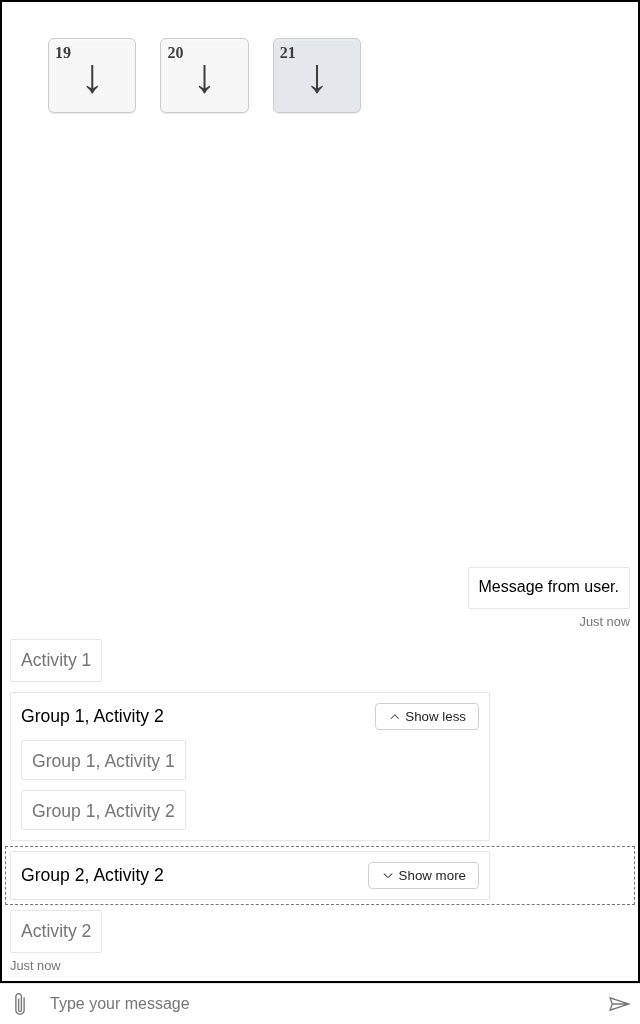 19
20
21
Message from user.
Just now
Activity 1
Group 1, Activity 2
Show less
Group 1, Activity 1
Group 1, Activity 2
Group 2, Activity 2
Show more
Activity 2
Just now
Type your message